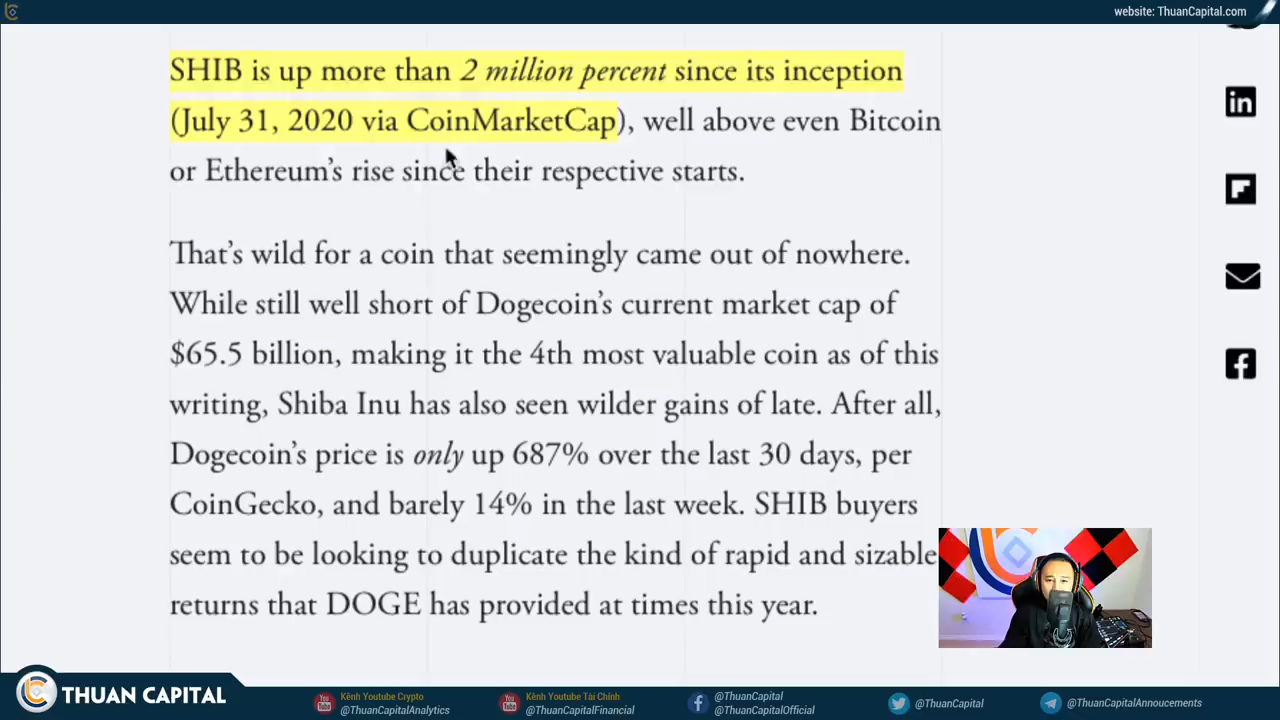 website: ThuanCapital.com
SHIB is up more than 2 million percent since its inception
(July 31, 2020 via CoinMarketCap), well above even Bitcoin
or Ethereum’s rise since their respective starts.
That’s wild for a coin that seemingly came out of nowhere.
While still well short of Dogecoin’s current market cap of
$65.5 billion, making it the 4th most valuable coin as of this
writing, Shiba Inu has also seen wilder gains of late. After all,
Dogecoin’s price is only up 687% over the last 30 days, per
CoinGecko, and barely 14% in the last week. SHIB buyers
seem to be looking to duplicate the kind of rapid and sizable
returns that DOGE has provided at times this year.
THUAN CAPITAL
Kênh Youtube Crypto
@ThuanCapitalAnalytics
Kênh Youtube Tài Chính
@ThuanCapitalFinancial
@ThuanCapital
@ThuanCapitalOfficial
@ThuanCapital
@ThuanCapitalAnnoucements